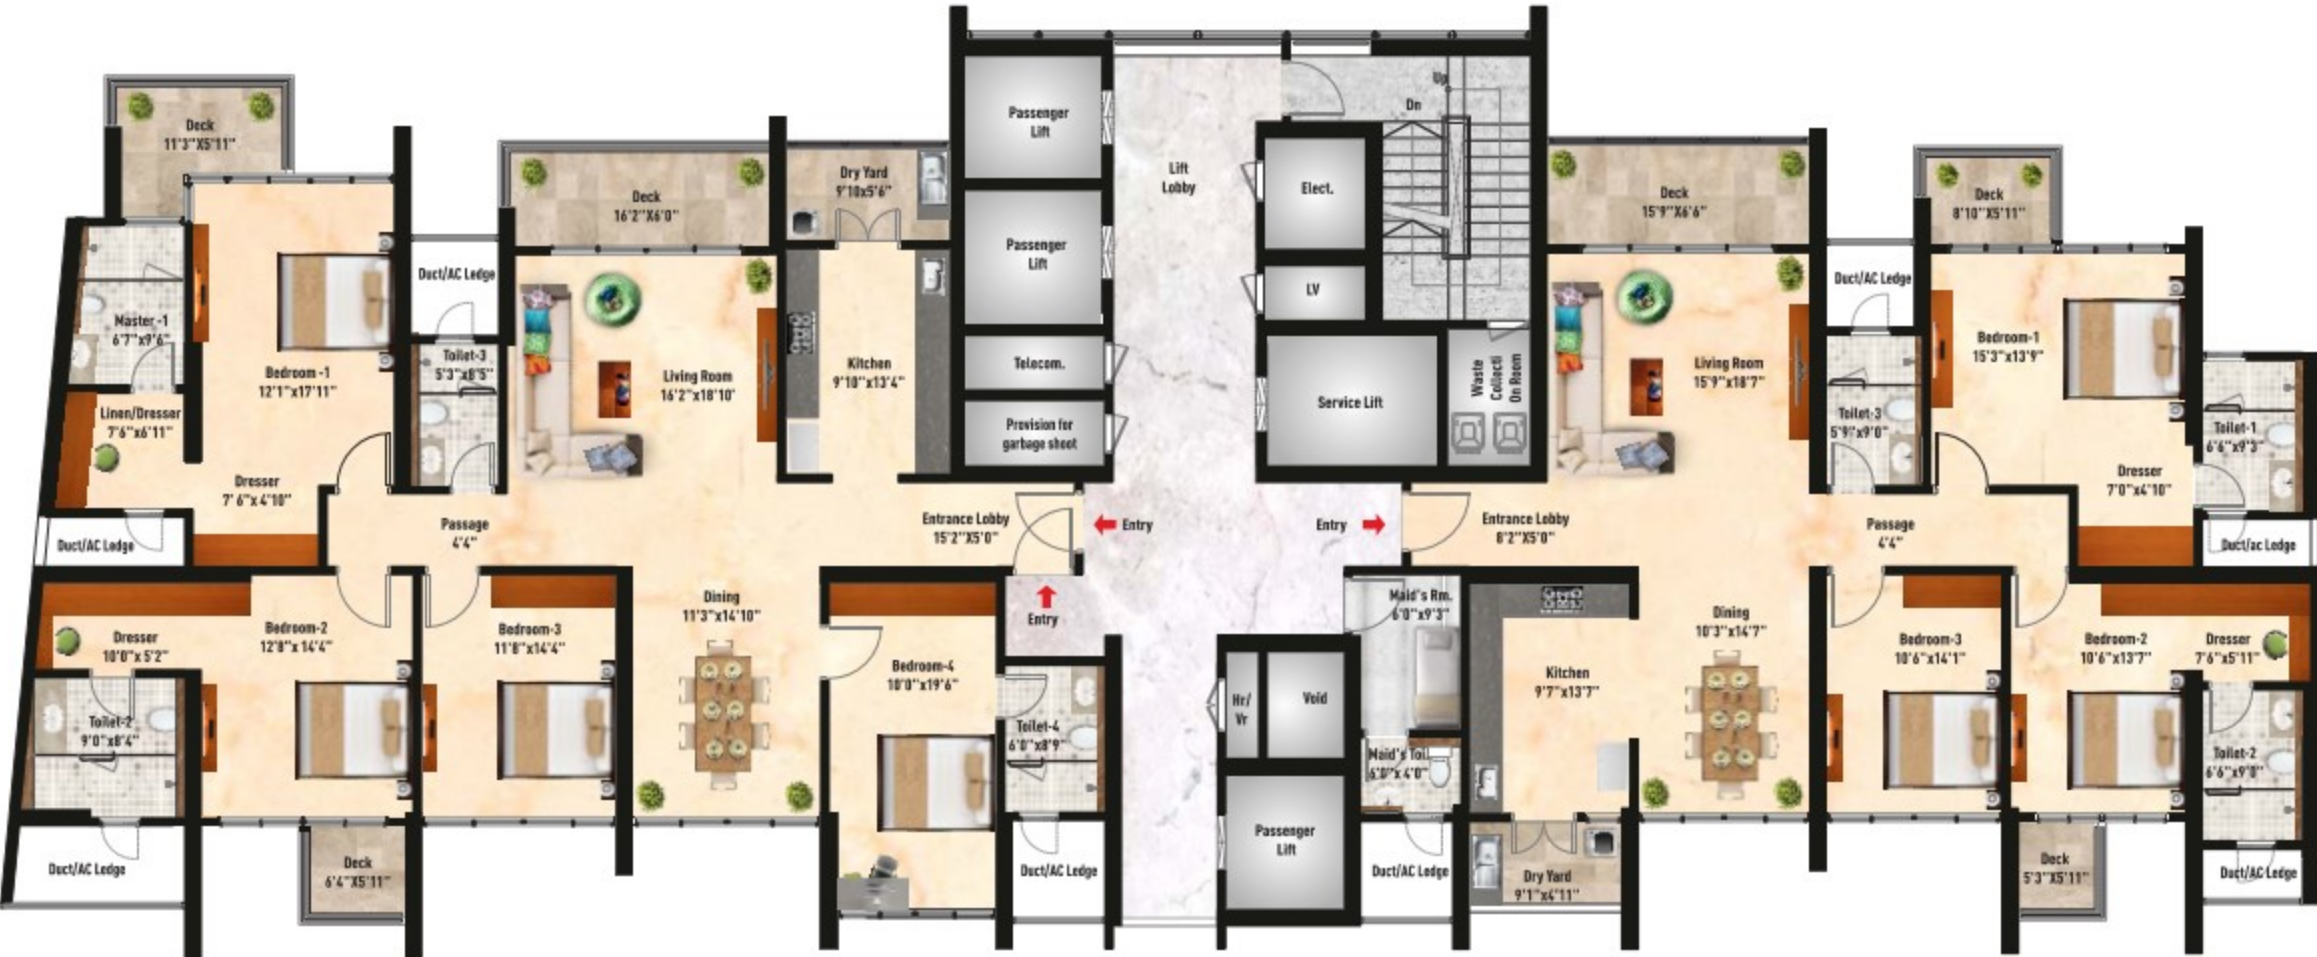 Deck
11'3"X5'11"
Master -1
6'7"x9'6"
Bedroom -1
12'1"x17'11"
Linen/Dresser
7'6"x6'11"
Dresser
7' 6"x 4'10"
Duct/AC Ledge
Duct/AC Ledge
Toilet-3
5'3"x8'5"
Passage
4'4"
Deck
16'2"X6'0"
Living Room
16'2"x18'10"
Dry Yard
9'10x5'6"
Kitchen
9'10"x13'4"
Entrance Lobby
15'2"X5'0"
Entry
Entry
Dresser
10'0"x 5'2"
Bedroom-2
12'8"x 14'4"
Toilet-2
9'0"x8'4"
Duct/AC Ledge
Deck
6'4"X5'11"
Bedroom-3
11'8"x14'4"
Dining
11'3"x14'10"
Bedroom-4
10'0"x19'6"
Toilet-4
6'0"x8'9"
Duct/AC Ledge
Passenger
Lift
Passenger
Lift
Telecom.
Provision for
garbage shoot
Lift
Lobby
Up
Dn
Elect.
LV
Service Lift
Waste
Collecti
On Room
Entry
Hr/
Vr
Void
Passenger
Lift
Entrance Lobby
8'2"X5'0"
Maid's Rm.
6'0"x9'3"
Maid's Toi.
6'0"x 4'0"
Duct/AC Ledge
Kitchen
9'7"x13'7"
Dry Yard
9'1"x4'11"
Dining
10'3"x14'7"
Deck
15'9"X6'6"
Living Room
15'9"x18'7"
Duct/AC Ledge
Toilet-3
5'9"x9'0"
Passage
4'4"
Deck
8'10"X5'11"
Bedroom-1
15'3"x13'9"
Toilet-1
6'6"x9'3"
Dresser
7'0"x4'10"
Duct/ac Ledge
Bedroom-3
10'6"x14'1"
Bedroom-2
10'6"x13'7"
Dresser
7'6"x5'11"
Toilet-2
6'6"x9'0"
Deck
5'3"X5'11"
Duct/AC Ledge